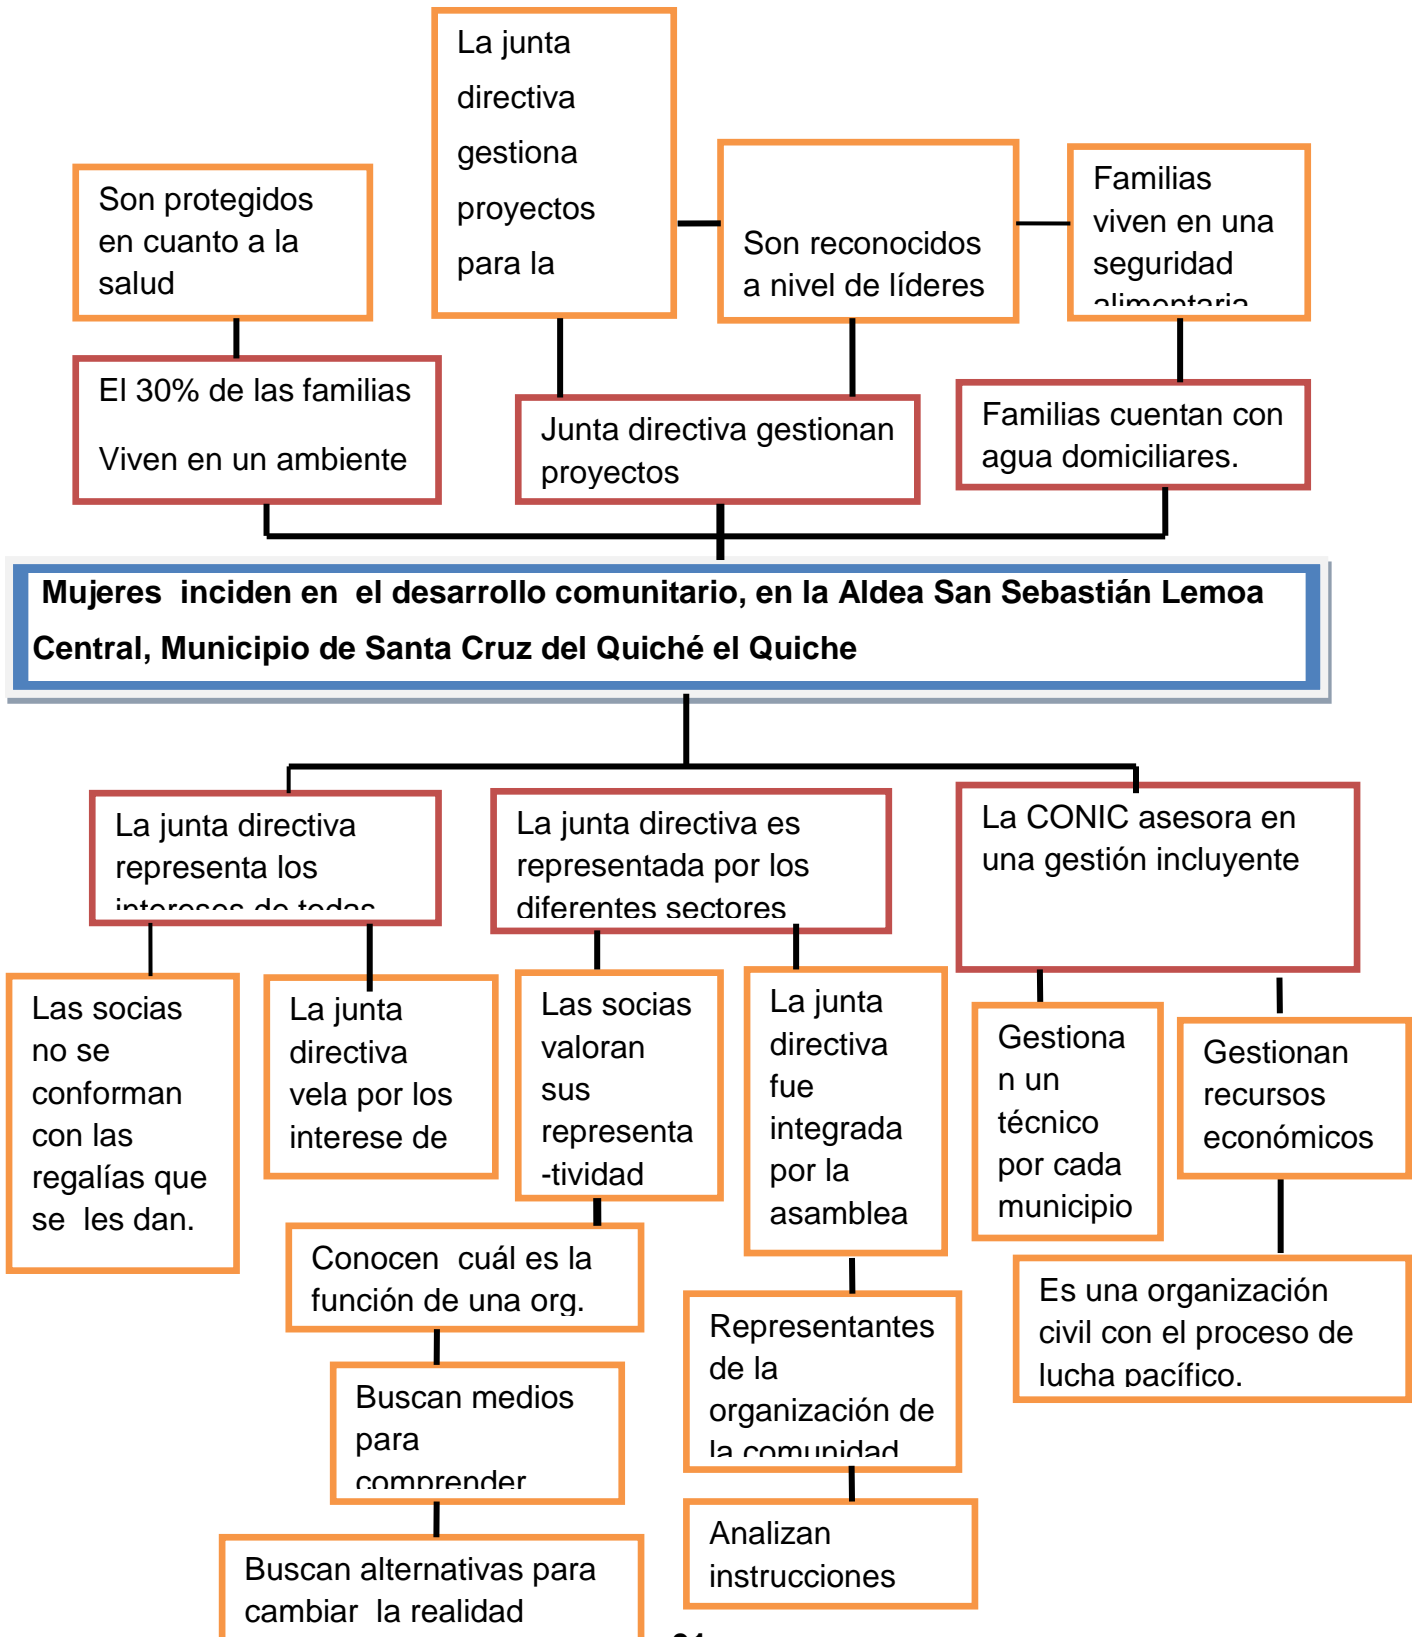 La junta
directiva
gestiona
proyectos
para la
Son protegidos
en cuanto a la
salud
Son reconocidos
a nivel de líderes
Familias
viven en una
seguridad
alimentaria
El 30% de las familias
Viven en un ambiente
Junta directiva gestionan
proyectos
Familias cuentan con
agua domiciliares.
Mujeres inciden en el desarrollo comunitario, en la Aldea San Sebastián Lemoa
Central, Municipio de Santa Cruz del Quiché el Quiche
La junta directiva
representa los
intereses de todas
La junta directiva es
representada por los
diferentes sectores
La CONIC asesora en
una gestión incluyente
Las socias
no se
conforman
con las
regalías que
se les dan.
La junta
directiva
vela por los
interese de
Las socias
valoran
sus
representa
-tividad
La junta
directiva
fue
integrada
por la
asamblea
Gestiona
n un
técnico
por cada
municipio
Gestionan
recursos
económicos
Conocen cuál es la
función de una org.
Representantes
de la
organización de
la comunidad
Es una organización
civil con el proceso de
lucha pacífico.
Buscan medios
para
comprender
Analizan
instrucciones
Buscan alternativas para
cambiar la realidad